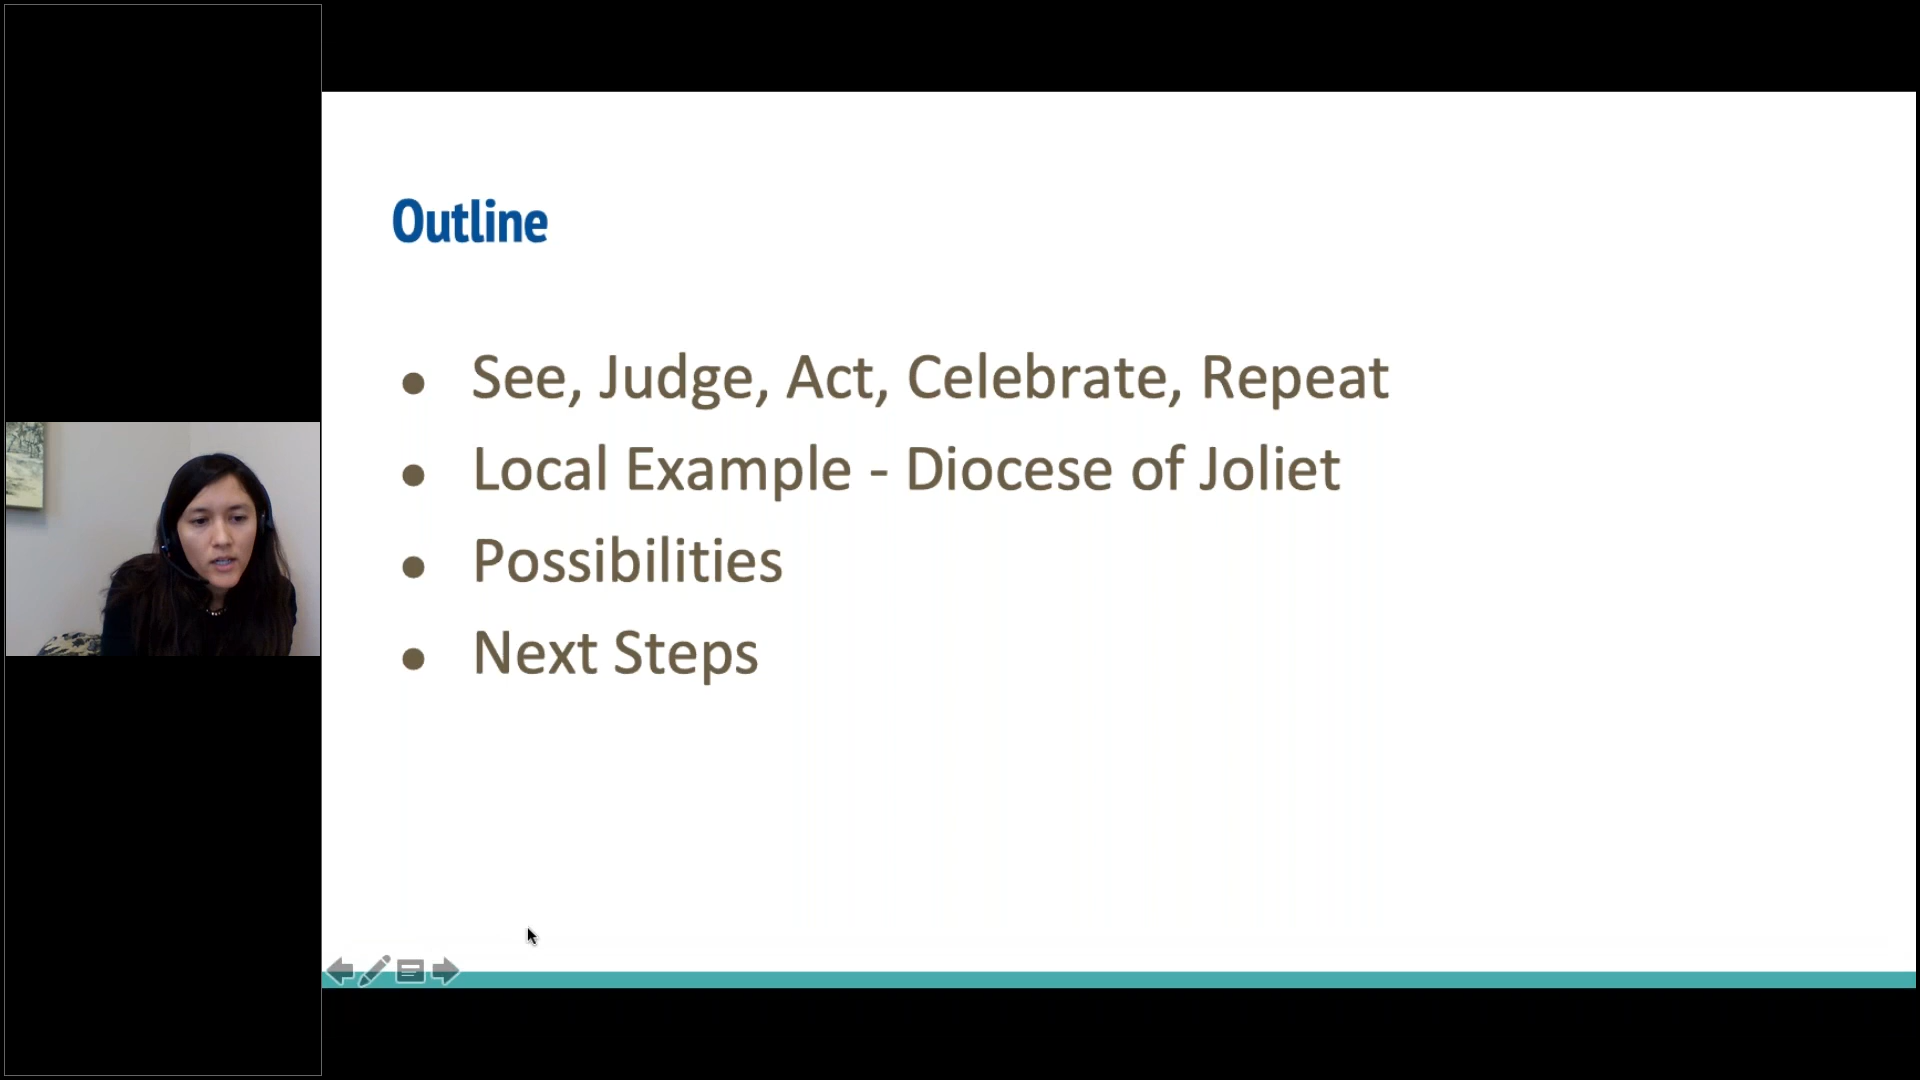 Outline
● See, Judge, Act, Celebrate, Repeat
● Local Example - Diocese of Joliet
● Possibilities
● Next Steps